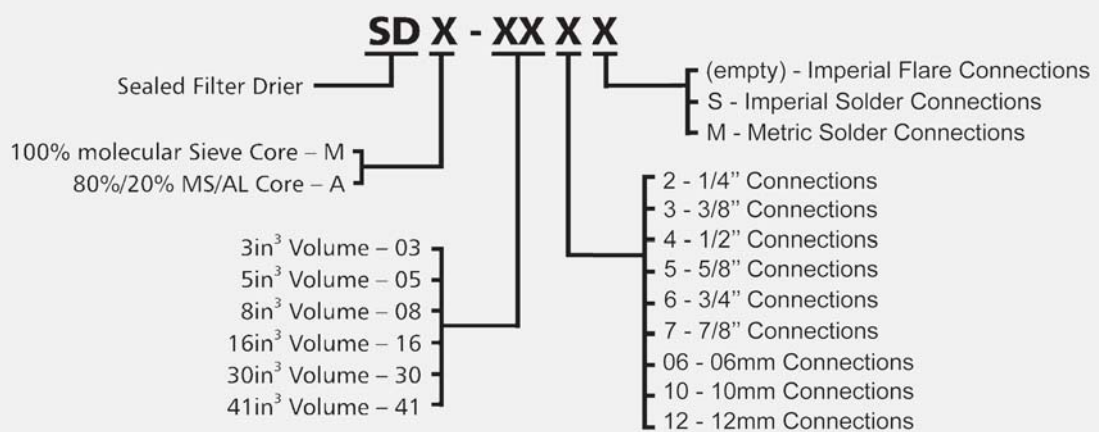 SD X - XX X X
Sealed Filter Drier
(empty) - Imperial Flare Connections
S - Imperial Solder Connections
M - Metric Solder Connections
100% molecular Sieve Core – M
80%/20% MS/AL Core – A
3in³ Volume – 03
5in³ Volume – 05
8in³ Volume – 08
16in³ Volume – 16
30in³ Volume – 30
41in³ Volume – 41
2 - 1/4” Connections
3 - 3/8” Connections
4 - 1/2” Connections
5 - 5/8” Connections
6 - 3/4” Connections
7 - 7/8” Connections
06 - 06mm Connections
10 - 10mm Connections
12 - 12mm Connections